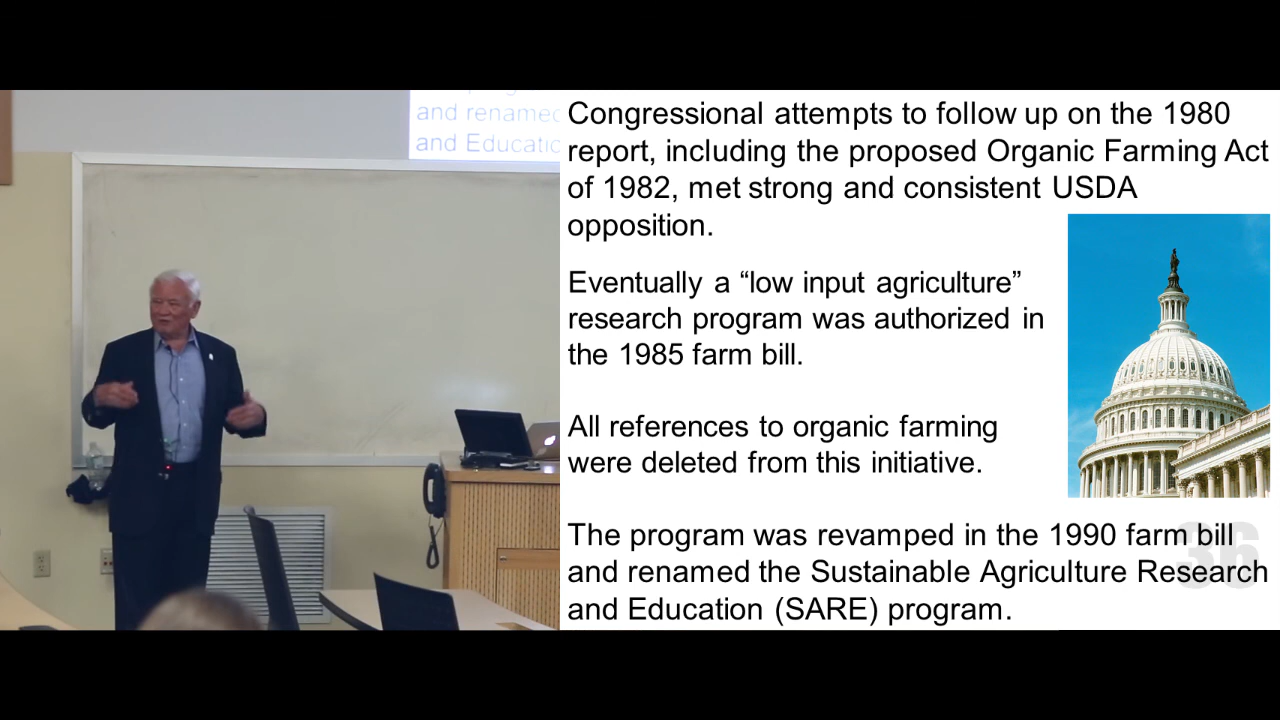 and renamed
and Educatic
Congressional attempts to follow up on the 1980
report, including the proposed Organic Farming Act
of 1982, met strong and consistent USDA
opposition.
Eventually a “low input agriculture”
research program was authorized in
the 1985 farm bill.
All references to organic farming
were deleted from this initiative.
The program was revamped in the 1990 farm bill
and renamed the Sustainable Agriculture Research
and Education (SARE) program.
36